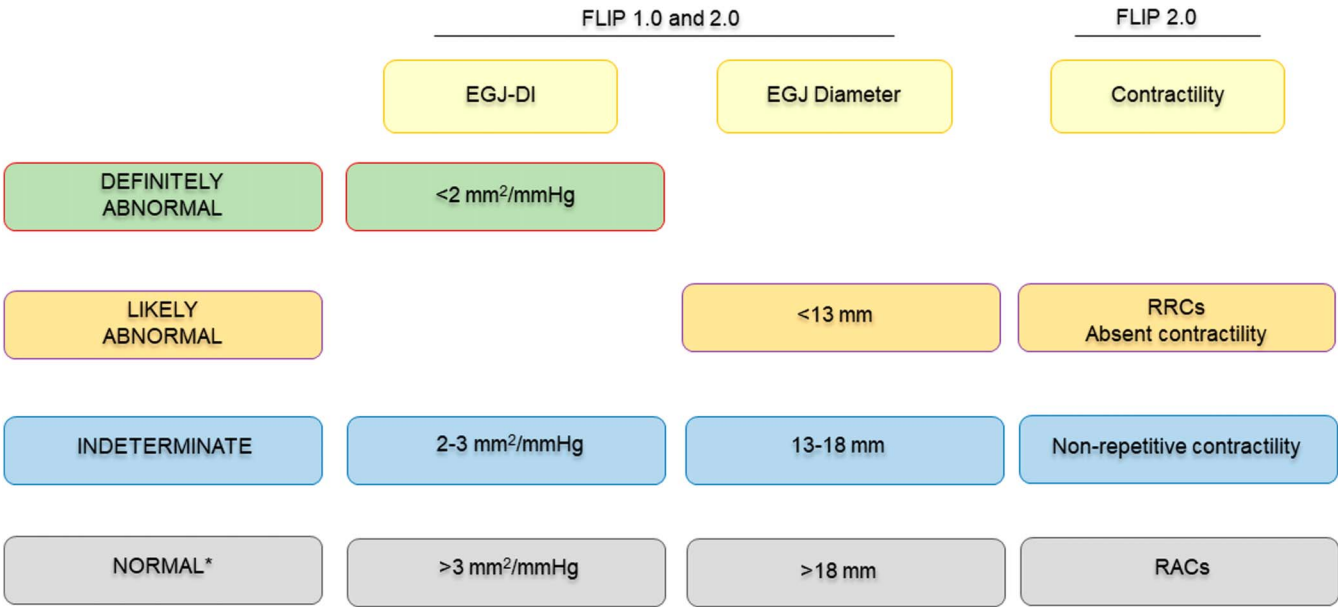 FLIP 1.0 and 2.0
FLIP 2.0
EGJ-DI
EGJ Diameter
Contractility
DEFINITELY
ABNORMAL
<2 mm²/mmHg
LIKELY
ABNORMAL
<13 mm
RRCs
Absent contractility
INDETERMINATE
2-3 mm²/mmHg
13-18 mm
Non-repetitive contractility
NORMAL*
>3 mm²/mmHg
>18 mm
RACs